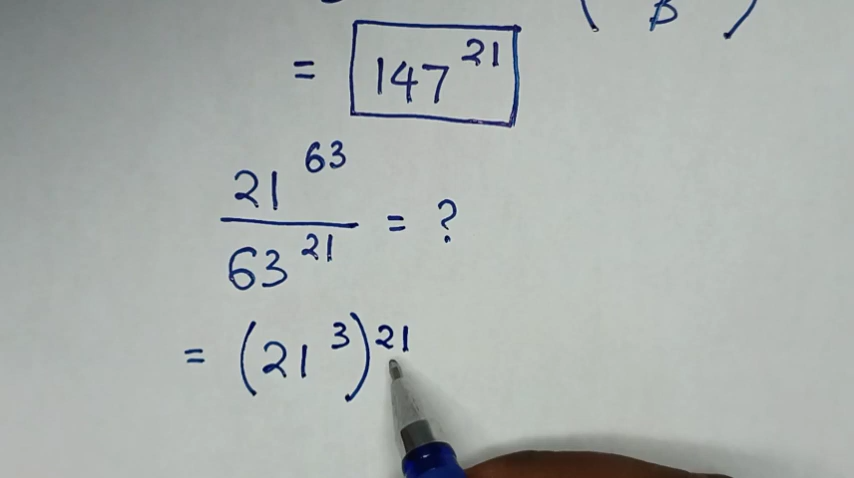 ( B )
= 147^21
21^63 / 63^21 = ?
= (21^3)^21